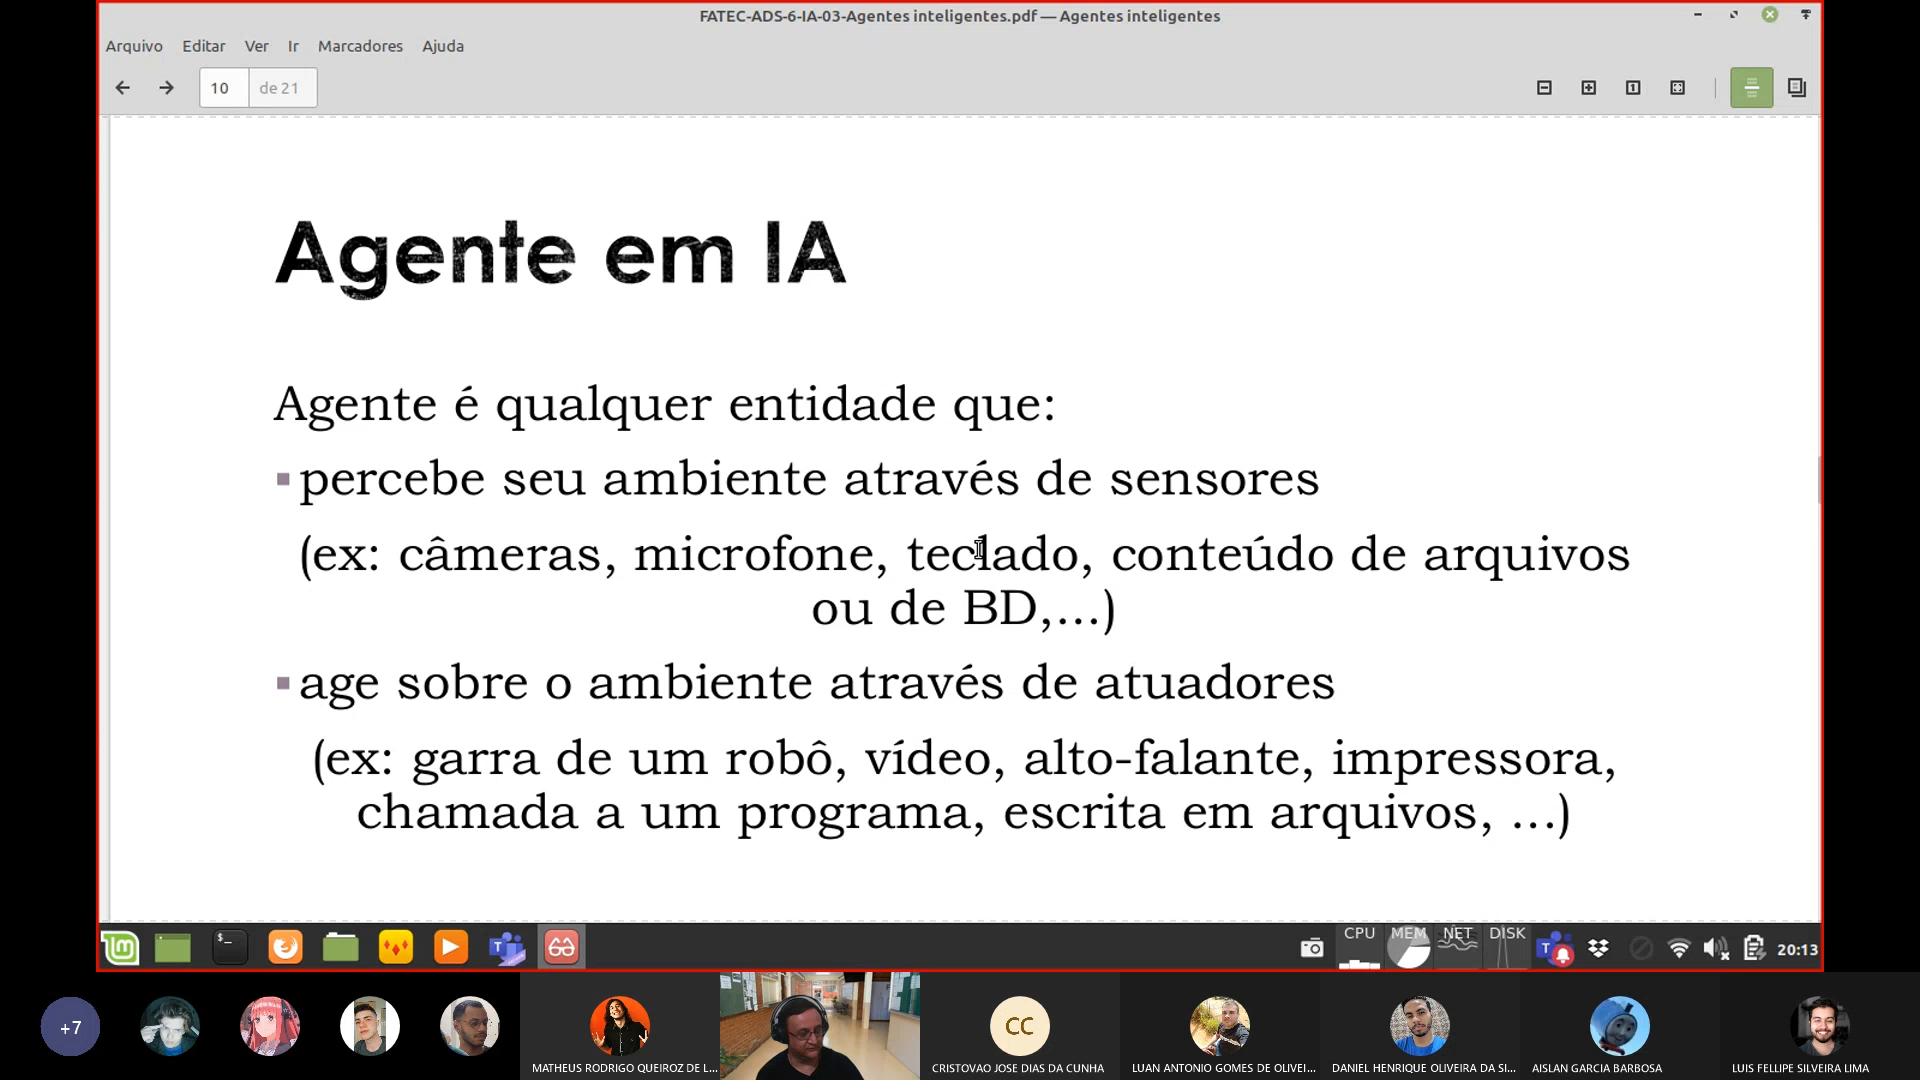 FATEC-ADS-6-IA-03-Agentes inteligentes.pdf — Agentes inteligentes
Arquivo Editar Ver Ir Marcadores Ajuda
10 de 21
Agente em IA
Agente é qualquer entidade que:
percebe seu ambiente através de sensores
(ex: câmeras, microfone, teclado, conteúdo de arquivos
ou de BD,...)
age sobre o ambiente através de atuadores
(ex: garra de um robô, vídeo, alto-falante, impressora,
chamada a um programa, escrita em arquivos, ...)
CPU MEM NET DISK
20:13
+7
CC
MATHEUS RODRIGO QUEIROZ DE L... CRISTOVAO JOSE DIAS DA CUNHA LUAN ANTONIO GOMES DE OLIVEI... DANIEL HENRIQUE OLIVEIRA DA SI... AISLAN GARCIA BARBOSA LUIS FELLIPE SILVEIRA LIMA